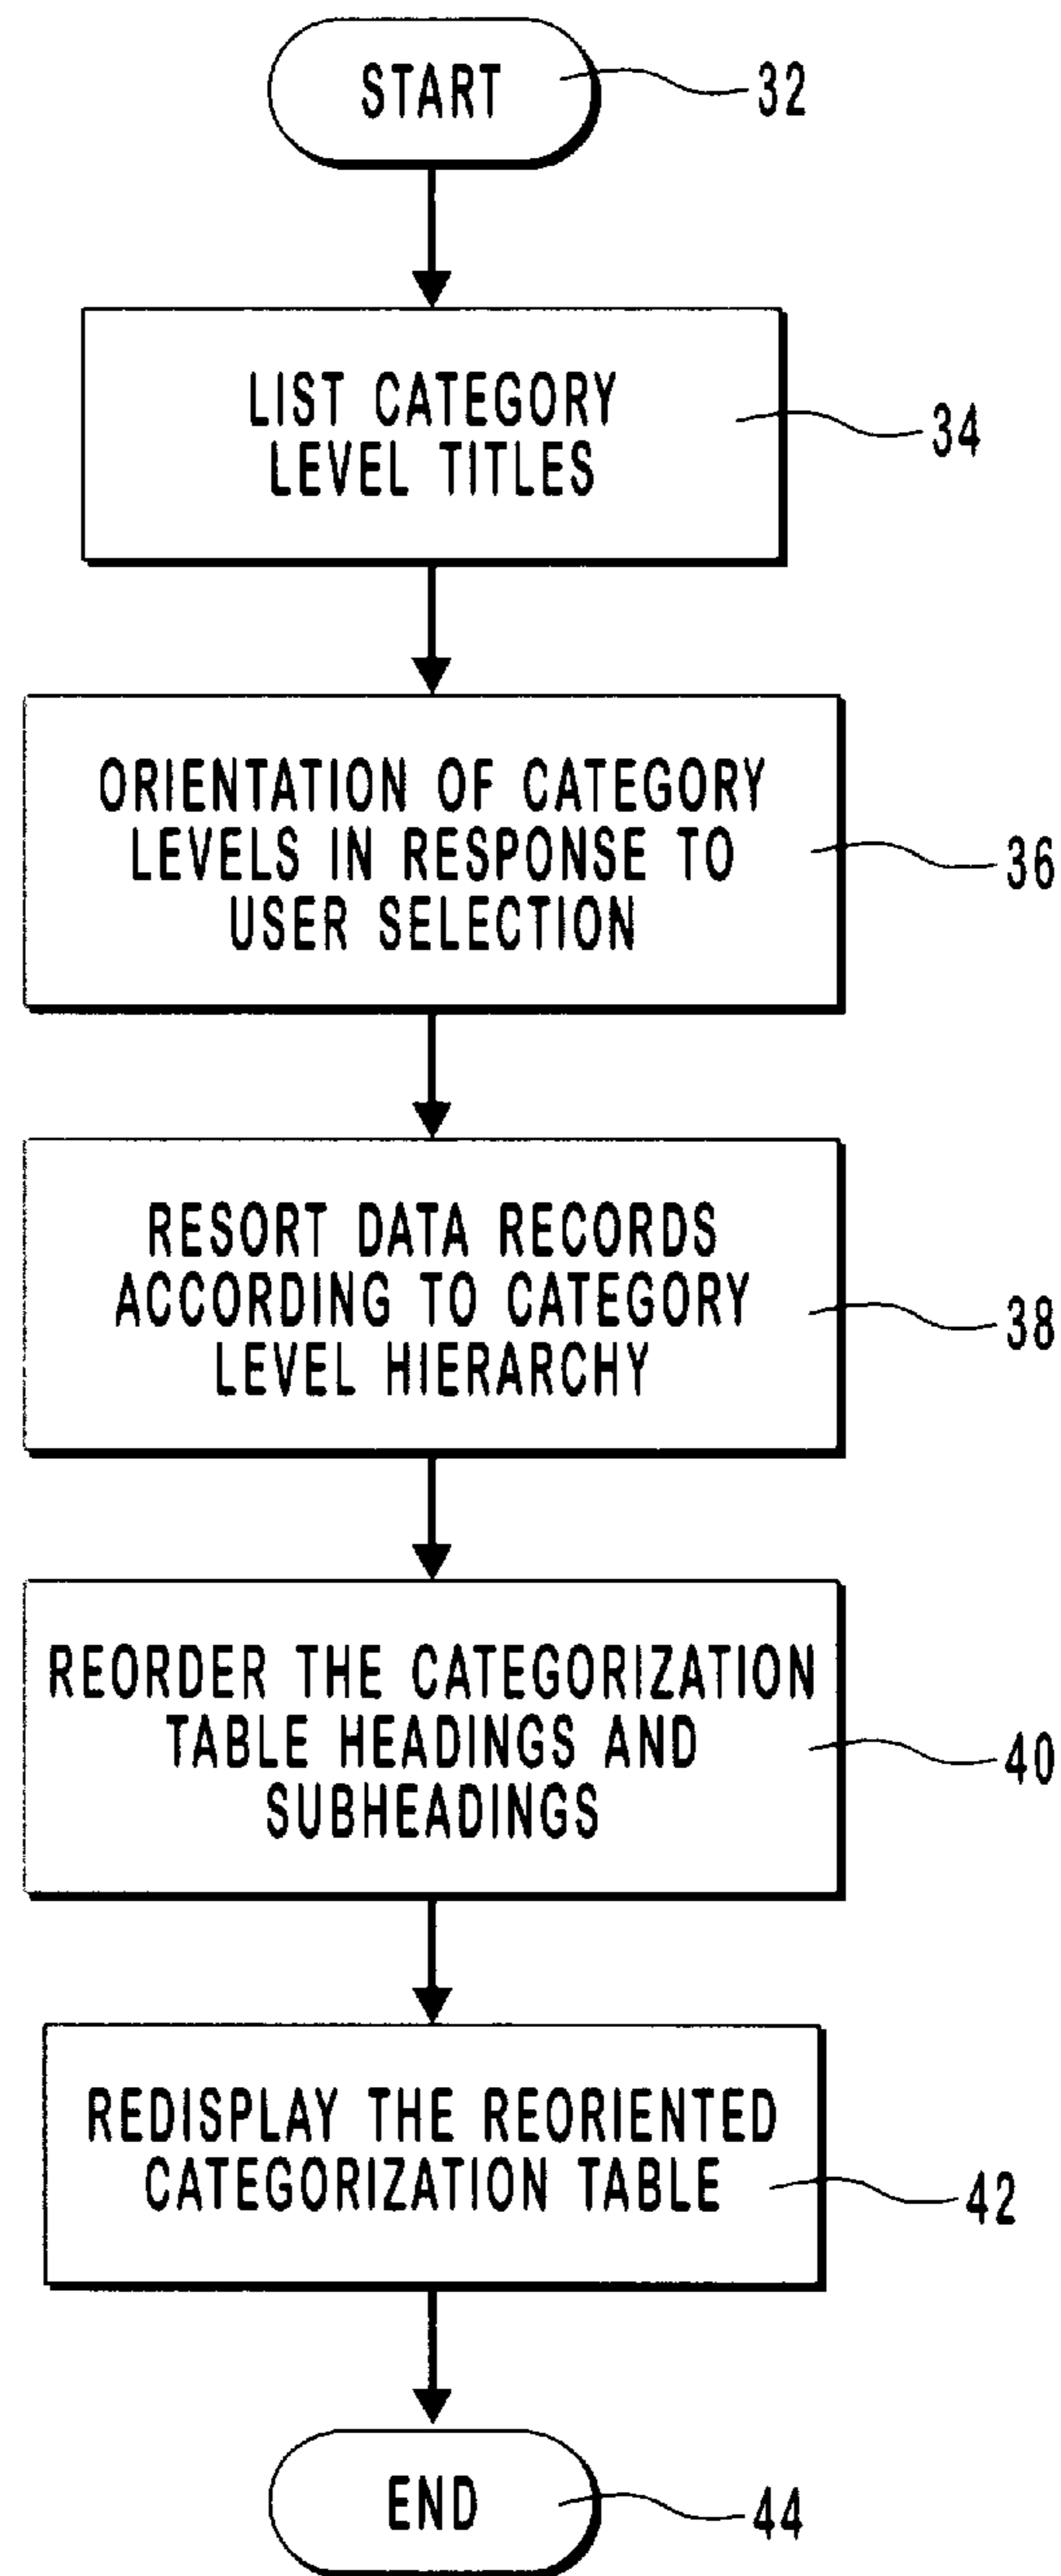 START
32
LIST CATEGORY
LEVEL TITLES
34
ORIENTATION OF CATEGORY
LEVELS IN RESPONSE TO
USER SELECTION
36
RESORT DATA RECORDS
ACCORDING TO CATEGORY
LEVEL HIERARCHY
38
REORDER THE CATEGORIZATION
TABLE HEADINGS AND
SUBHEADINGS
40
REDISPLAY THE REORIENTED
CATEGORIZATION TABLE
42
END
44